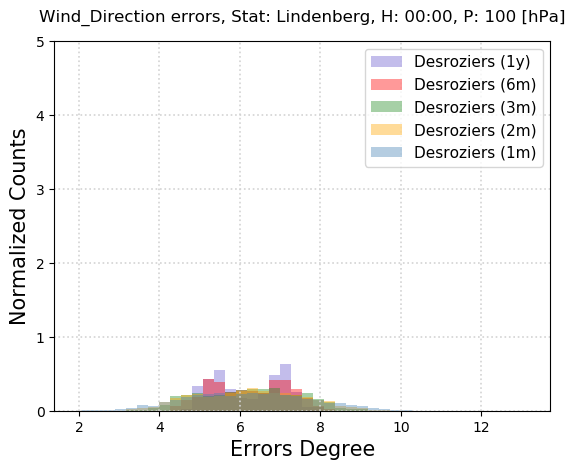 Wind_Direction errors, Stat: Lindenberg, H: 00:00, P: 100 [hPa]
5
4
3
2
1
0
Normalized Counts
Desroziers (1y)
Desroziers (6m)
Desroziers (3m)
Desroziers (2m)
Desroziers (1m)
2 4 6 8 10 12
Errors Degree